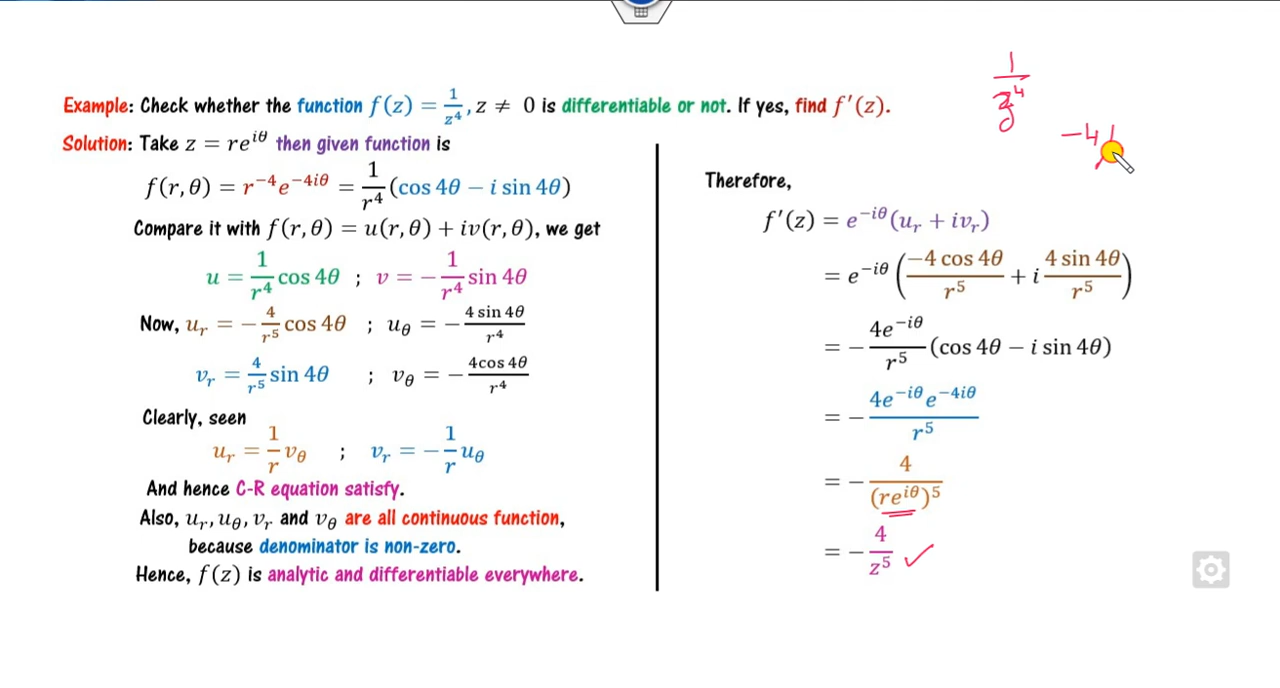 Example: Check whether the function f(z) = 1/z⁴, z ≠ 0 is differentiable or not. If yes, find f′(z).
Solution: Take z = re^{iθ} then given function is
f(r, θ) = r⁻⁴e^{−4iθ} = 1/r⁴ (cos 4θ − i sin 4θ)
Compare it with f(r, θ) = u(r, θ) + iv(r, θ), we get
u = 1/r⁴ cos 4θ ; v = − 1/r⁴ sin 4θ
Now, u_r = − 4/r⁵ cos 4θ ; u_θ = − 4 sin 4θ/r⁴
v_r = 4/r⁵ sin 4θ ; v_θ = − 4cos 4θ/r⁴
Clearly, seen
u_r = 1/r v_θ ; v_r = − 1/r u_θ
And hence C-R equation satisfy.
Also, u_r, u_θ, v_r and v_θ are all continuous function,
because denominator is non-zero.
Hence, f(z) is analytic and differentiable everywhere.
Therefore,
f′(z) = e^{−iθ}(u_r + iv_r)
= e^{−iθ} (−4 cos 4θ/r⁵ + i 4 sin 4θ/r⁵)
= − 4e^{−iθ}/r⁵ (cos 4θ − i sin 4θ)
= − 4e^{−iθ}e^{−4iθ}/r⁵
= − 4/(re^{iθ})⁵
= − 4/z⁵ ✓
1/z⁴
−4